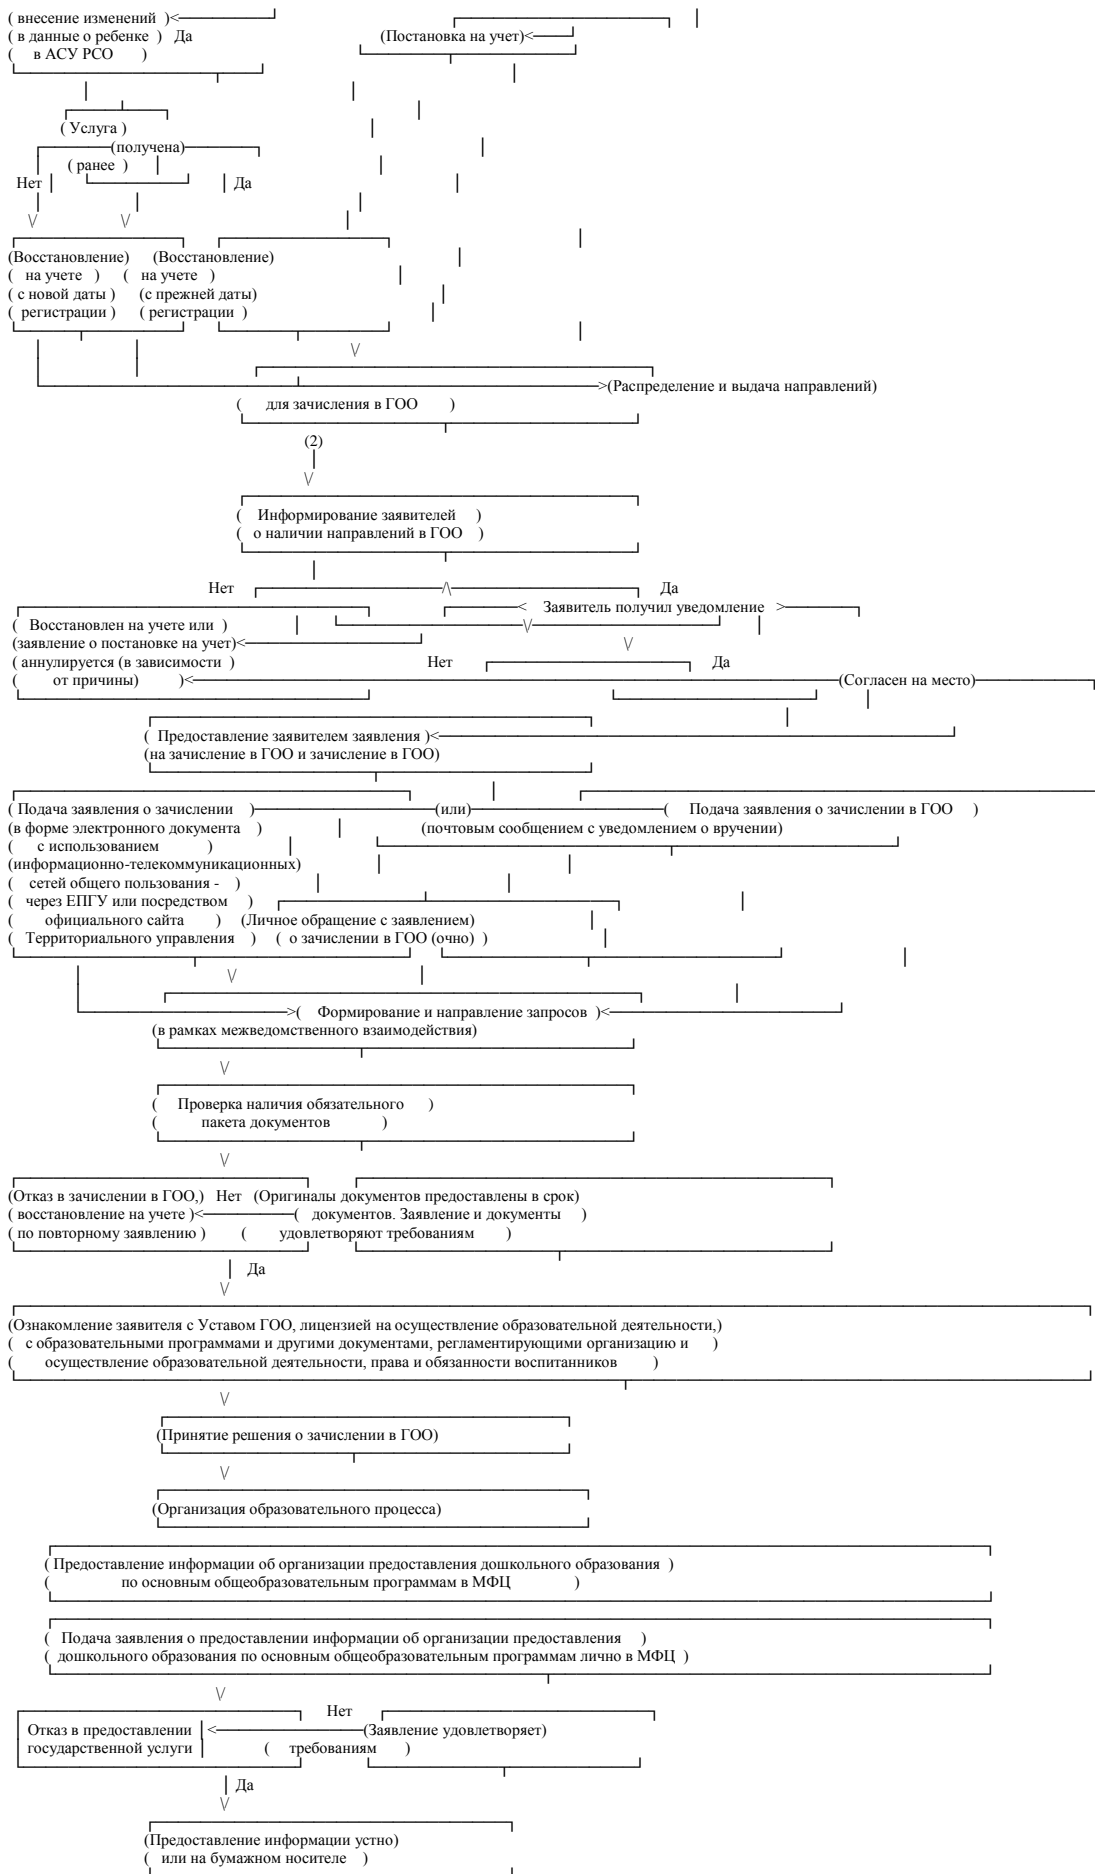 ( внесение изменений )<
( в данные о ребенке ) Да (Постановка на учет)<
( в АСУ РСО )
( Услуга )
(получена)
( ранее )
Нет Да
(Восстановление) (Восстановление)
( на учете ) ( на учете )
( с новой даты ) (с прежней даты)
( регистрации ) ( регистрации )
>(Распределение и выдача направлений)
( для зачисления в ГОО )
(2)
( Информирование заявителей )
( о наличии направлений в ГОО )
Нет Да
< Заявитель получил уведомление >
( Восстановлен на учете или )
(заявление о постановке на учет)<
( аннулируется (в зависимости ) Нет Да
( от причины) )< (Согласен на место)
( Предоставление заявителем заявления )<
(на зачисление в ГОО и зачисление в ГОО)
( Подача заявления о зачислении ) (или) ( Подача заявления о зачислении в ГОО )
(в форме электронного документа ) (почтовым сообщением с уведомлением о вручении)
( с использованием )
(информационно-телекоммуникационных)
( сетей общего пользования - )
( через ЕПГУ или посредством )
( официального сайта ) (Личное обращение с заявлением)
( Территориального управления ) ( о зачислении в ГОО (очно) )
>( Формирование и направление запросов )<
(в рамках межведомственного взаимодействия)
( Проверка наличия обязательного )
( пакета документов )
(Отказ в зачислении в ГОО,) Нет (Оригиналы документов предоставлены в срок)
( восстановление на учете )< ( документов. Заявление и документы )
( по повторному заявлению ) ( удовлетворяют требованиям )
Да
(Ознакомление заявителя с Уставом ГОО, лицензией на осуществление образовательной деятельности,)
( с образовательными программами и другими документами, регламентирующими организацию и )
( осуществление образовательной деятельности, права и обязанности воспитанников )
(Принятие решения о зачислении в ГОО)
(Организация образовательного процесса)
( Предоставление информации об организации предоставления дошкольного образования )
( по основным общеобразовательным программам в МФЦ )
( Подача заявления о предоставлении информации об организации предоставления )
( дошкольного образования по основным общеобразовательным программам лично в МФЦ )
Нет
Отказ в предоставлении < (Заявление удовлетворяет)
государственной услуги ( требованиям )
Да
(Предоставление информации устно)
( или на бумажном носителе )